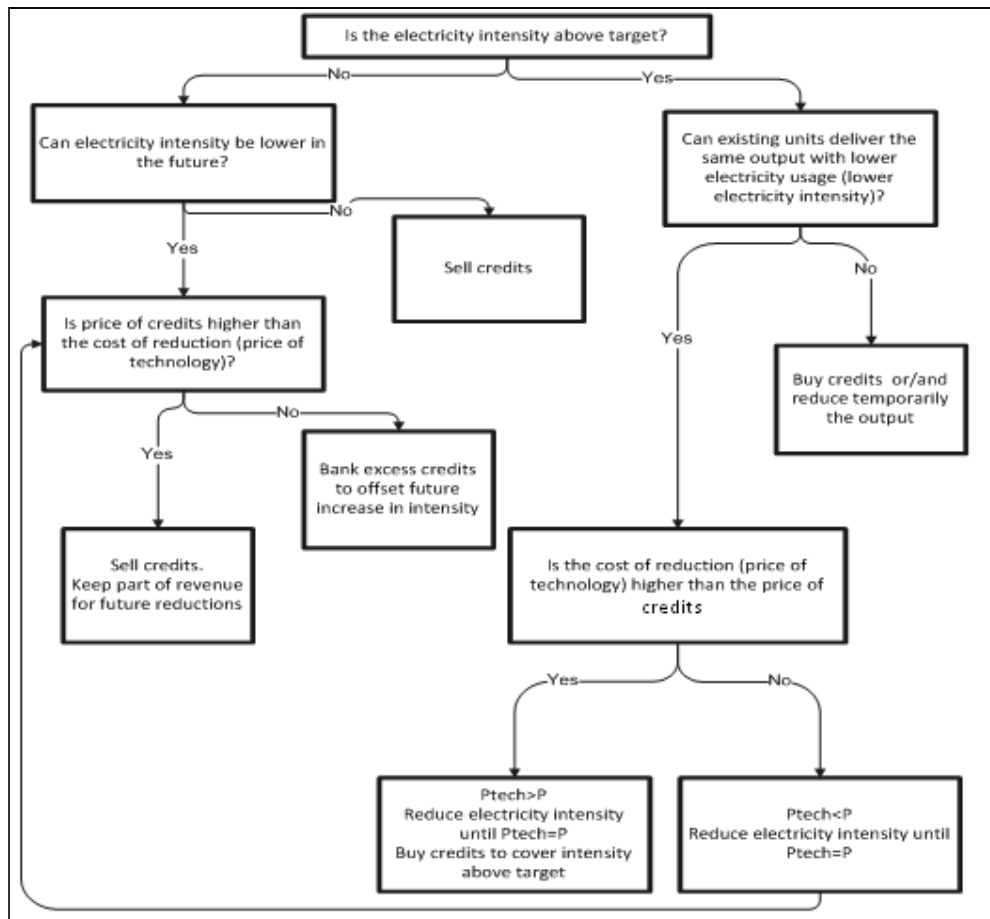 Is the electricity intensity above target?
No
Yes
Can electricity intensity be lower in
the future?
Can existing units deliver the
same output with lower
electricity usage (lower
electricity intensity)?
No
Yes
Sell credits
No
Yes
Is price of credits higher than
the cost of reduction (price of
technology)?
Buy credits or/and
reduce temporarily
the output
No
Yes
Bank excess credits
to offset future
increase in intensity
Sell credits.
Keep part of revenue
for future reductions
Is the cost of reduction (price of
technology) higher than the price of
credits
Yes
No
Ptech>P
Reduce electricity intensity
until Ptech=P
Buy credits to cover intensity
above target
Ptech<P
Reduce electricity intensity until
Ptech=P